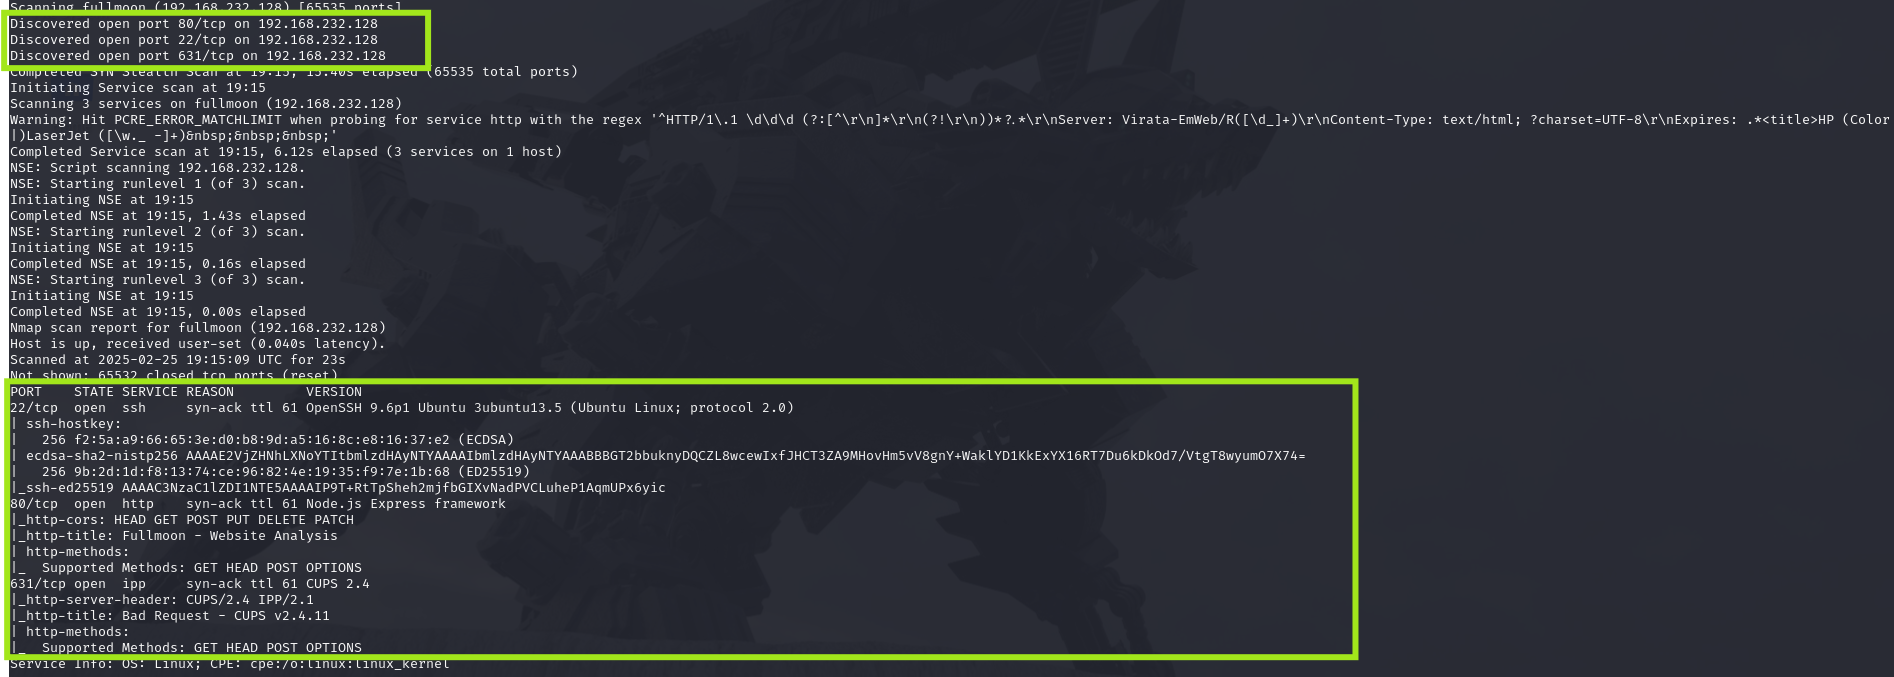 Scanning fullmoon (192.168.232.128) [65535 ports]
Discovered open port 80/tcp on 192.168.232.128
Discovered open port 22/tcp on 192.168.232.128
Discovered open port 631/tcp on 192.168.232.128
Completed SYN Stealth Scan at 19:15, 15.40s elapsed (65535 total ports)
Initiating Service scan at 19:15
Scanning 3 services on fullmoon (192.168.232.128)
Warning: Hit PCRE_ERROR_MATCHLIMIT when probing for service http with the regex '^HTTP/1\.1 \d\d\d (?:[^\r\n]*\r\n(?!\r\n))*?.*\r\nServer: Virata-EmWeb/R([\d_]+)\r\nContent-Type: text/html; ?charset=UTF-8\r\nExpires: .*<title>HP (Color
|)LaserJet ([\w._ -]+)&nbsp;&nbsp;&nbsp;'
Completed Service scan at 19:15, 6.12s elapsed (3 services on 1 host)
NSE: Script scanning 192.168.232.128.
NSE: Starting runlevel 1 (of 3) scan.
Initiating NSE at 19:15
Completed NSE at 19:15, 1.43s elapsed
NSE: Starting runlevel 2 (of 3) scan.
Initiating NSE at 19:15
Completed NSE at 19:15, 0.16s elapsed
NSE: Starting runlevel 3 (of 3) scan.
Initiating NSE at 19:15
Completed NSE at 19:15, 0.00s elapsed
Nmap scan report for fullmoon (192.168.232.128)
Host is up, received user-set (0.040s latency).
Scanned at 2025-02-25 19:15:09 UTC for 23s
Not shown: 65532 closed tcp ports (reset)
PORT    STATE SERVICE REASON         VERSION
22/tcp  open  ssh     syn-ack ttl 61 OpenSSH 9.6p1 Ubuntu 3ubuntu13.5 (Ubuntu Linux; protocol 2.0)
| ssh-hostkey:
|   256 f2:5a:a9:66:65:3e:d0:b8:9d:a5:16:8c:e8:16:37:e2 (ECDSA)
| ecdsa-sha2-nistp256 AAAAE2VjZHNhLXNoYTItbmlzdHAyNTYAAAAIbmlzdHAyNTYAAABBBGT2bbuknyDQCZL8wcewIxfJHCT3ZA9MHovHm5vV8gnY+WaklYD1KkExYX16RT7Du6kDkOd7/VtgT8wyumO7X74=
|   256 9b:2d:1d:f8:13:74:ce:96:82:4e:19:35:f9:7e:1b:68 (ED25519)
|_ssh-ed25519 AAAAC3NzaC1lZDI1NTE5AAAAIP9T+RtTpSheh2mjfbGIXvNadPVCLuheP1AqmUPx6yic
80/tcp  open  http    syn-ack ttl 61 Node.js Express framework
|_http-cors: HEAD GET POST PUT DELETE PATCH
|_http-title: Fullmoon - Website Analysis
| http-methods:
|_  Supported Methods: GET HEAD POST OPTIONS
631/tcp open  ipp     syn-ack ttl 61 CUPS 2.4
|_http-server-header: CUPS/2.4 IPP/2.1
|_http-title: Bad Request - CUPS v2.4.11
| http-methods:
|_  Supported Methods: GET HEAD POST OPTIONS
Service Info: OS: Linux; CPE: cpe:/o:linux:linux_kernel